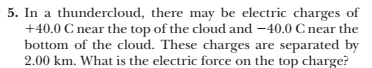 5. In a thundercloud, there may be electric charges of
+40.0 C near the top of the cloud and −40.0 C near the
bottom of the cloud. These charges are separated by
2.00 km. What is the electric force on the top charge?